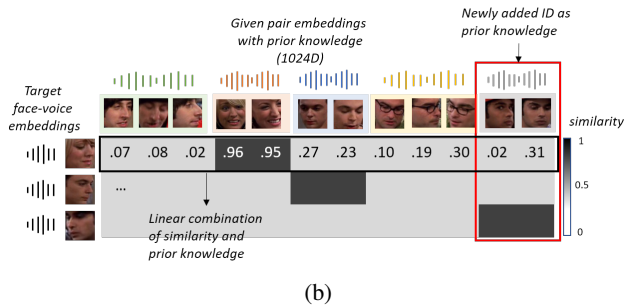 Given pair embeddings
with prior knowledge
(1024D)
Newly added ID as
prior knowledge
Target
face-voice
embeddings
similarity
.07 .08 .02 .96 .95 .27 .23 .10 .19 .30 .02 .31
1
0.5
0
...
Linear combination
of similarity and
prior knowledge
(b)